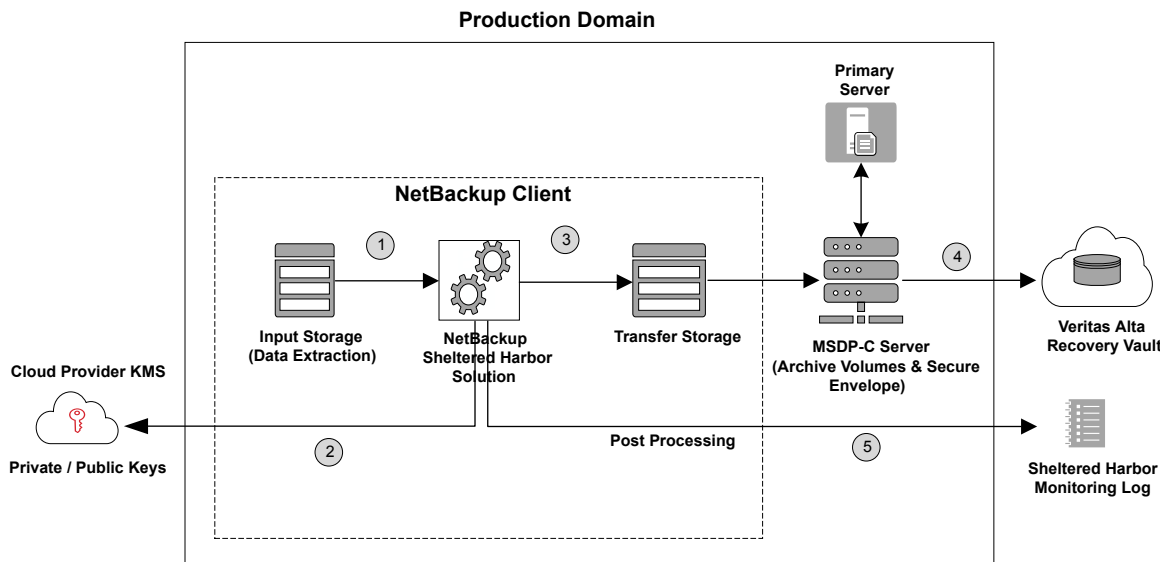 Production Domain
Primary
Server
NetBackup Client
1
3
4
Input Storage
(Data Extraction)
NetBackup
Sheltered Harbor
Solution
Transfer Storage
MSDP-C Server
(Archive Volumes & Secure
Envelope)
Veritas Alta
Recovery Vault
Cloud Provider KMS
Private / Public Keys
2
Post Processing
5
Sheltered Harbor
Monitoring Log